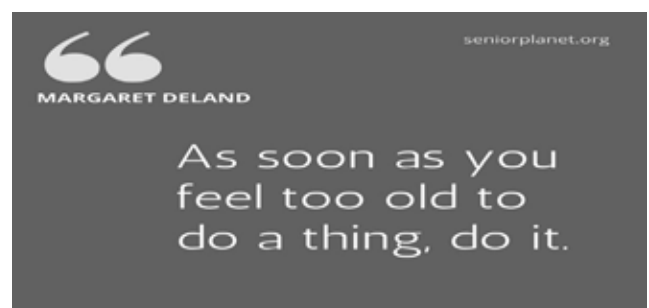 seniorplanet.org
MARGARET DELAND
As soon as you
feel too old to
do a thing, do it.